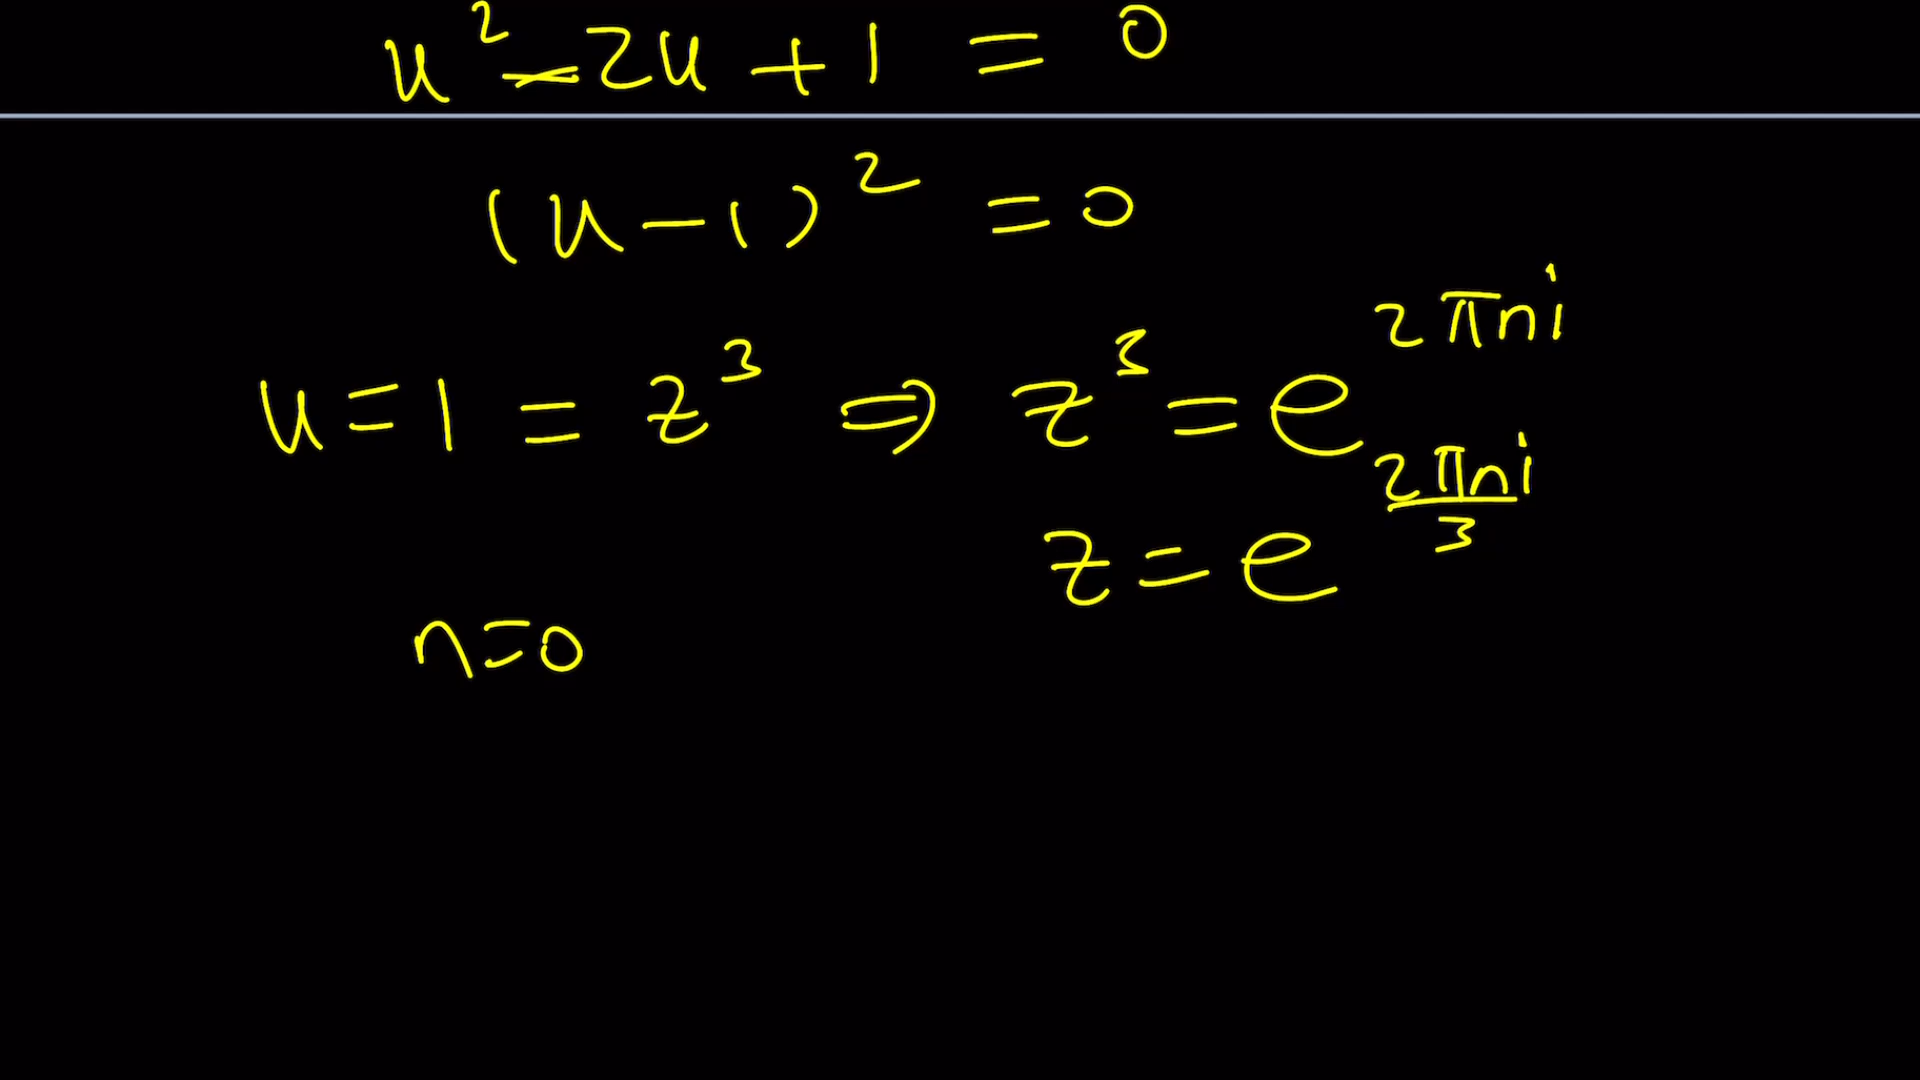 u² - 2u + 1 = 0
(u - 1)² = 0
u = 1 = z³ ⇒ z³ = e^{2πni}
z = e^{2πni/3}
n = 0